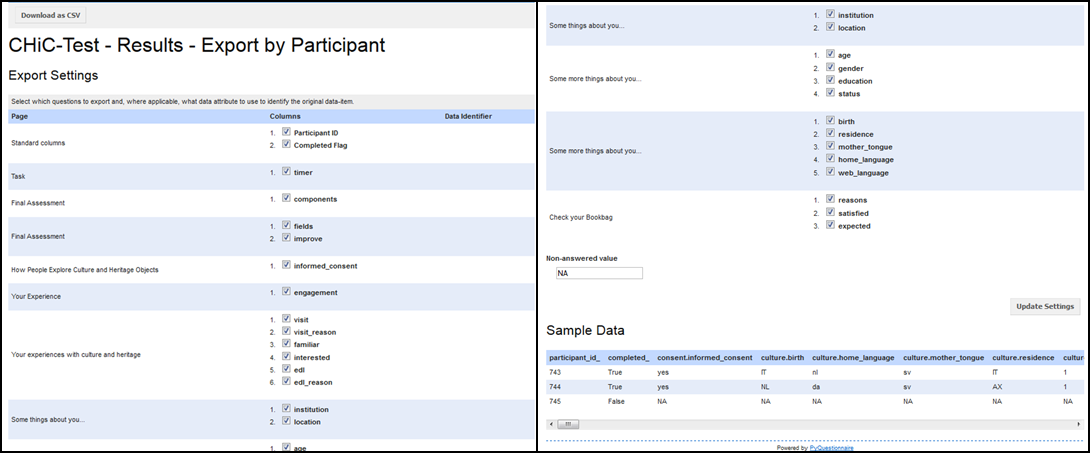 Download as CSV
CHiC-Test - Results - Export by Participant
Export Settings
Select which questions to export and, where applicable, what data attribute to use to identify the original data-item.
Page Columns Data Identifier
Standard columns
1. Participant ID
2. Completed Flag
Task
1. timer
Final Assessment
1. components
Final Assessment
1. fields
2. improve
How People Explore Culture and Heritage Objects
1. informed_consent
Your Experience
1. engagement
Your experiences with culture and heritage
1. visit
2. visit_reason
3. familiar
4. interested
5. edl
6. edl_reason
Some things about you...
1. institution
2. location
1. age
Some things about you...
1. institution
2. location
Some more things about you...
1. age
2. gender
3. education
4. status
Some more things about you...
1. birth
2. residence
3. mother_tongue
4. home_language
5. web_language
Check your Bookbag
1. reasons
2. satisfied
3. expected
Non-answered value
NA
Update Settings
Sample Data
participant_id_ completed_ consent.informed_consent culture.birth culture.home_language culture.mother_tongue culture.residence culture
743 True yes IT nl sv IT 1
744 True yes NL da sv AX 1
745 False NA NA NA NA NA NA
Powered by PyQuestionnaire